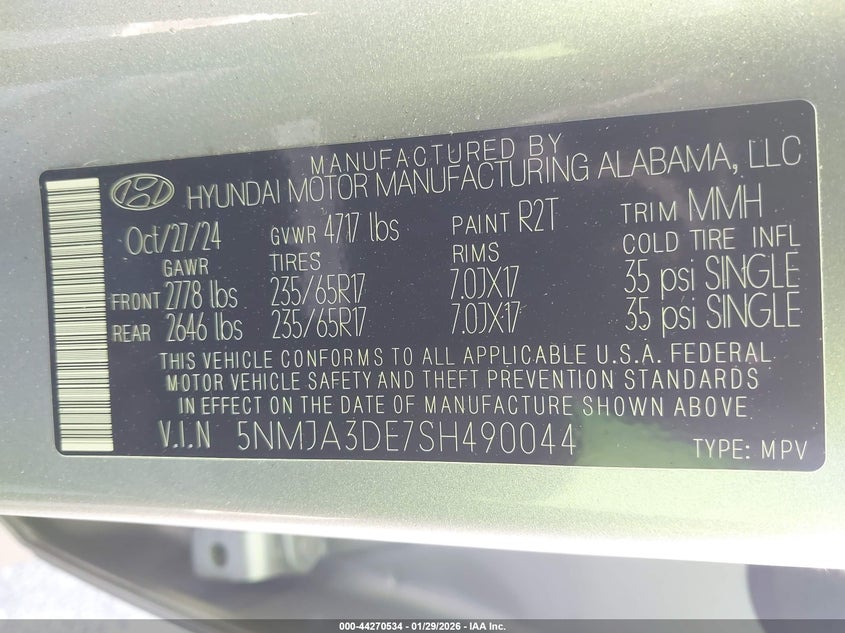 MANUFACTURED BY
HYUNDAI MOTOR MANUFACTURING ALABAMA, LLC
Oct/27/24 GVWR 4717 lbs PAINT R2T TRIM MMH
GAWR TIRES RIMS COLD TIRE INFL
FRONT 2778 lbs 235/65R17 7.0JX17 35 psi SINGLE
REAR 2646 lbs 235/65R17 7.0JX17 35 psi SINGLE
THIS VEHICLE CONFORMS TO ALL APPLICABLE U.S.A. FEDERAL
MOTOR VEHICLE SAFETY AND THEFT PREVENTION STANDARDS
IN EFFECT ON THE DATE OF MANUFACTURE SHOWN ABOVE
V.I.N 5NMJA3DE7SH490044 TYPE: MPV
000-44270534 - 01/29/2026 - IAA Inc.